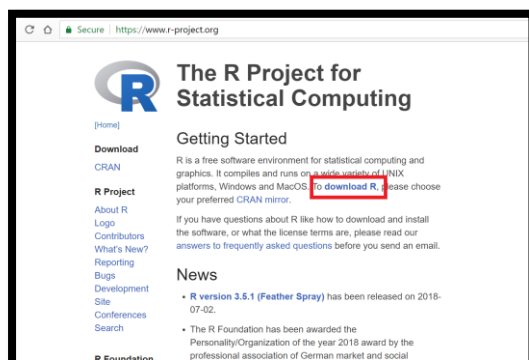 Secure https://www.r-project.org
R
The R Project for
Statistical Computing
[Home]
Download
CRAN
R Project
About R
Logo
Contributors
What's New?
Reporting
Bugs
Development
Site
Conferences
Search
R Foundation
Getting Started
R is a free software environment for statistical computing and
graphics. It compiles and runs on a wide variety of UNIX
platforms, Windows and MacOS. To download R, please choose
your preferred CRAN mirror.
If you have questions about R like how to download and install
the software, or what the license terms are, please read our
answers to frequently asked questions before you send an email.
News
• R version 3.5.1 (Feather Spray) has been released on 2018-
07-02.
• The R Foundation has been awarded the
Personality/Organization of the year 2018 award by the
professional association of German market and social